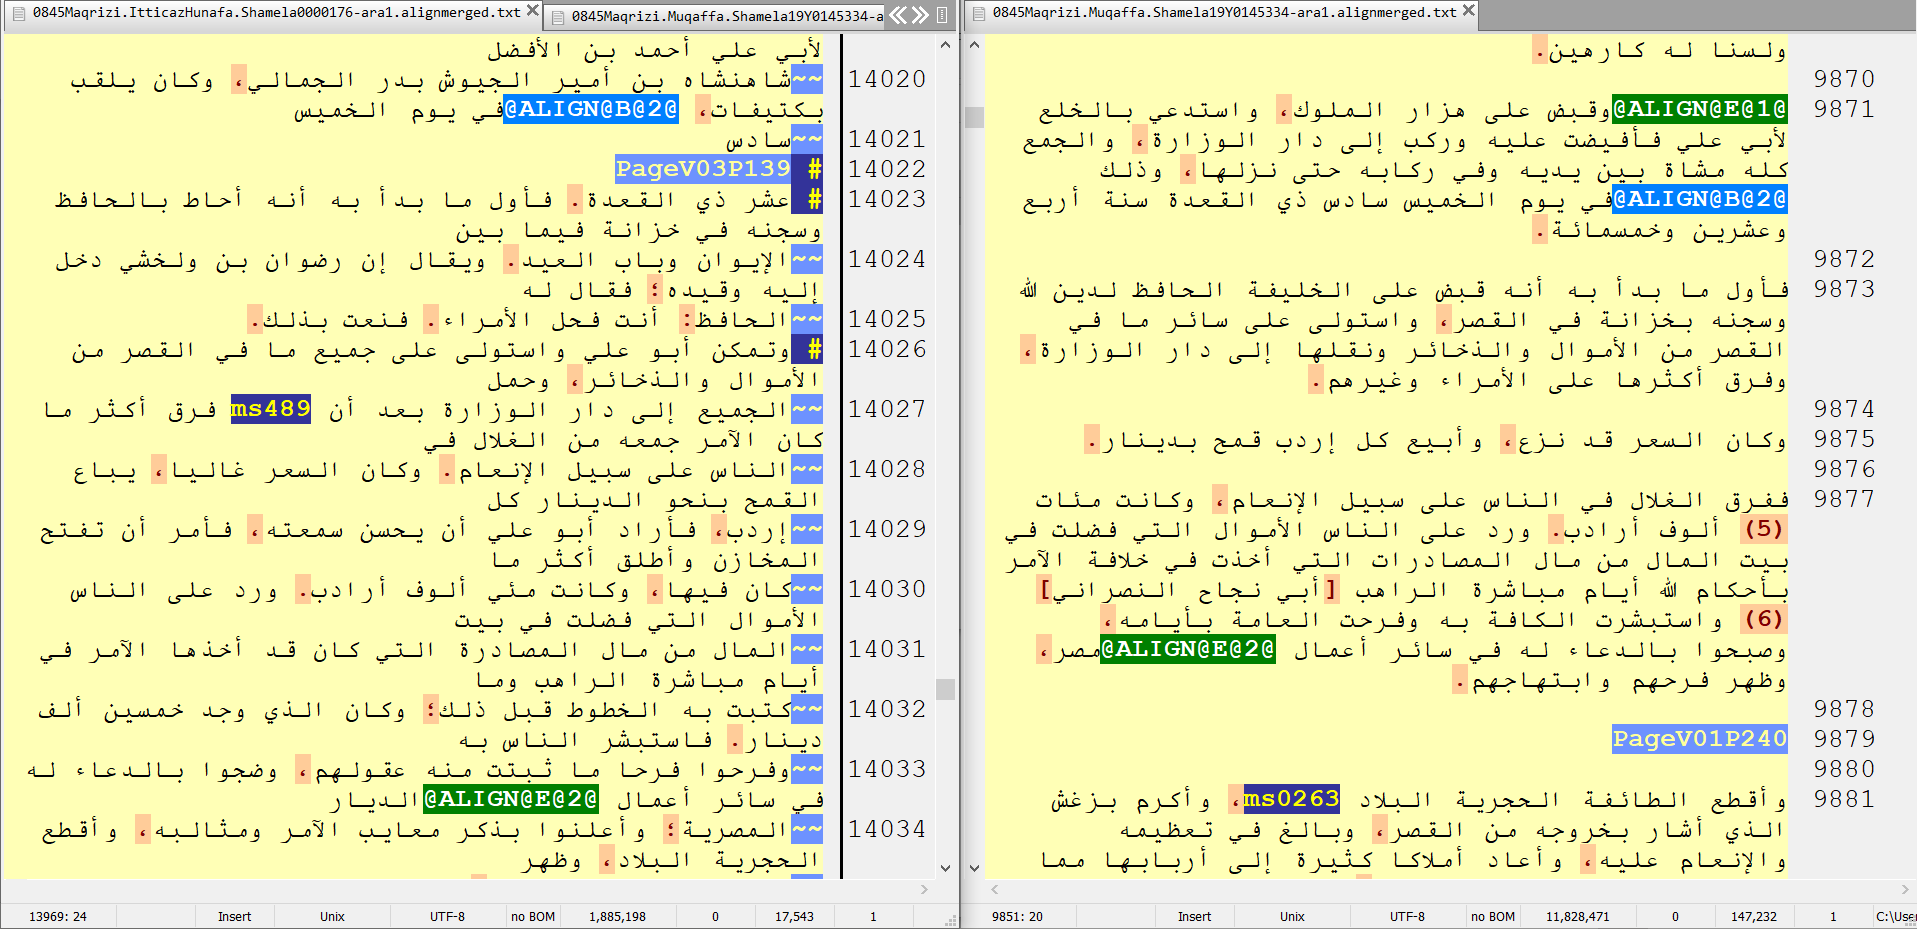 0845Maqrizi.ItticazHunafa.Shamela0000176-ara1.alignmerged.txt
0845Maqrizi.Muqaffa.Shamela19Y0145334-a
لأبي علي أحمد بن الأفضل
14020 ~~شاهنشاه بن أمير الجيوش بدر الجمالي، وكان يلقب
بكتيفات، @ALIGN@B@2@في يوم الخميس
14021 ~~سادس
14022 # PageV03P139
14023 # عشر ذي القعدة. فأول ما بدأ به أنه أحاط بالحافظ
وسجنه في خزانة فيما بين
14024 ~~الإيوان وباب العيد. ويقال إن رضوان بن ولخشي دخل
إليه وقيده؛ فقال له
14025 ~~الحافظ: أنت فحل الأمراء. فنعت بذلك.
14026 # وتمكن أبو علي واستولى على جميع ما في القصر من
الأموال والذخائر، وحمل
14027 ~~الجميع إلى دار الوزارة بعد أن ms489 فرق أكثر ما
كان الآمر جمعه من الغلال في
14028 ~~الناس على سبيل الإنعام. وكان السعر غاليا، يباع
القمح بنحو الدينار كل
14029 ~~إردب، فأراد أبو علي أن يحسن سمعته، فأمر أن تفتح
المخازن وأطلق أكثر ما
14030 ~~كان فيها، وكانت مئي ألوف أرادب. ورد على الناس
الأموال التي فضلت في بيت
14031 ~~المال من مال المصادرة التي كان قد أخذها الآمر في
أيام مباشرة الراهب وما
14032 ~~كتبت به الخطوط قبل ذلك؛ وكان الذي وجد خمسين ألف
دينار. فاستبشر الناس به
14033 ~~وفرحوا فرحا ما ثبتت منه عقولهم، وضجوا بالدعاء له
في سائر أعمال @ALIGN@E@2@الديار
14034 ~~المصرية؛ وأعلنوا بذكر معايب الآمر ومثالبه، وأقطع
الحجرية البلاد، وظهر
13969: 24 Insert Unix UTF-8 no BOM 1,885,198 0 17,543 1
0845Maqrizi.Muqaffa.Shamela19Y0145334-ara1.alignmerged.txt
ولسنا له كارهين.
9870
9871 @ALIGN@E@1@وقبض على هزار الملوك، واستدعي بالخلع
لأبي علي فأفيضت عليه وركب إلى دار الوزارة، والجمع
كله مشاة بين يديه وفي ركابه حتى نزلها، وذلك
@ALIGN@B@2@في يوم الخميس سادس ذي القعدة سنة أربع
وعشرين وخمسمائة.
9872
9873 فأول ما بدأ به أنه قبض على الخليفة الحافظ لدين الله
وسجنه بخزانة في القصر، واستولى على سائر ما في
القصر من الأموال والذخائر ونقلها إلى دار الوزارة،
وفرق أكثرها على الأمراء وغيرهم.
9874
9875 وكان السعر قد نزع، وأبيع كل إردب قمح بدينار.
9876
9877 ففرق الغلال في الناس على سبيل الإنعام، وكانت مئات
(5) ألوف أرادب. ورد على الناس الأموال التي فضلت في
بيت المال من مال المصادرات التي أخذت في خلافة الآمر
بأحكام الله أيام مباشرة الراهب [أبي نجاح النصراني]
(6) واستبشرت الكافة به وفرحت العامة بأيامه،
وصبحوا بالدعاء له في سائر أعمال @ALIGN@E@2@مصر،
وظهر فرحهم وابتهاجهم.
9878
9879 PageV01P240
9880
9881 وأقطع الطائفة الحجرية البلاد ms0263، وأكرم بزغش
الذي أشار بخروجه من القصر، وبالغ في تعظيمه
والإنعام عليه، وأعاد أملاكا كثيرة إلى أربابها مما
9851: 20 Insert Unix UTF-8 no BOM 11,828,471 0 147,232 1 C:\User